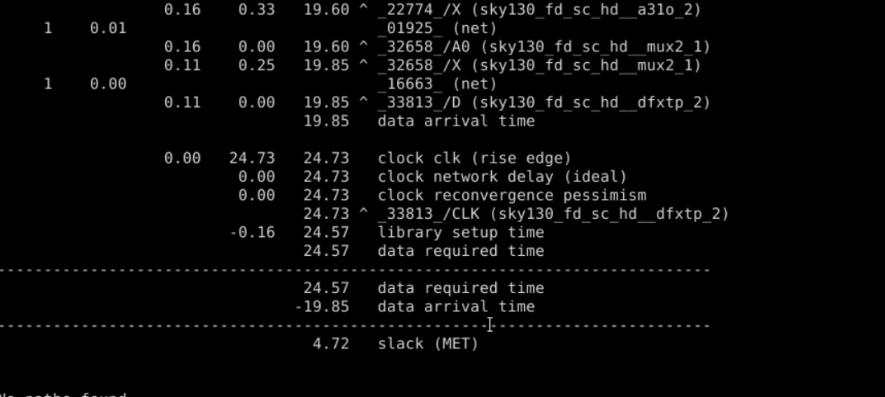 0.16 0.33 19.60 ^ _22774_/X (sky130_fd_sc_hd__a31o_2)
1 0.01 _01925_ (net)
0.16 0.00 19.60 ^ _32658_/A0 (sky130_fd_sc_hd__mux2_1)
0.11 0.25 19.85 ^ _32658_/X (sky130_fd_sc_hd__mux2_1)
1 0.00 _16663_ (net)
0.11 0.00 19.85 ^ _33813_/D (sky130_fd_sc_hd__dfxtp_2)
19.85 data arrival time
0.00 24.73 24.73 clock clk (rise edge)
0.00 24.73 clock network delay (ideal)
0.00 24.73 clock reconvergence pessimism
24.73 ^ _33813_/CLK (sky130_fd_sc_hd__dfxtp_2)
-0.16 24.57 library setup time
24.57 data required time
-----------------------------------------------------------------------------
24.57 data required time
-19.85 data arrival time
-----------------------------------------------------------------------------
4.72 slack (MET)